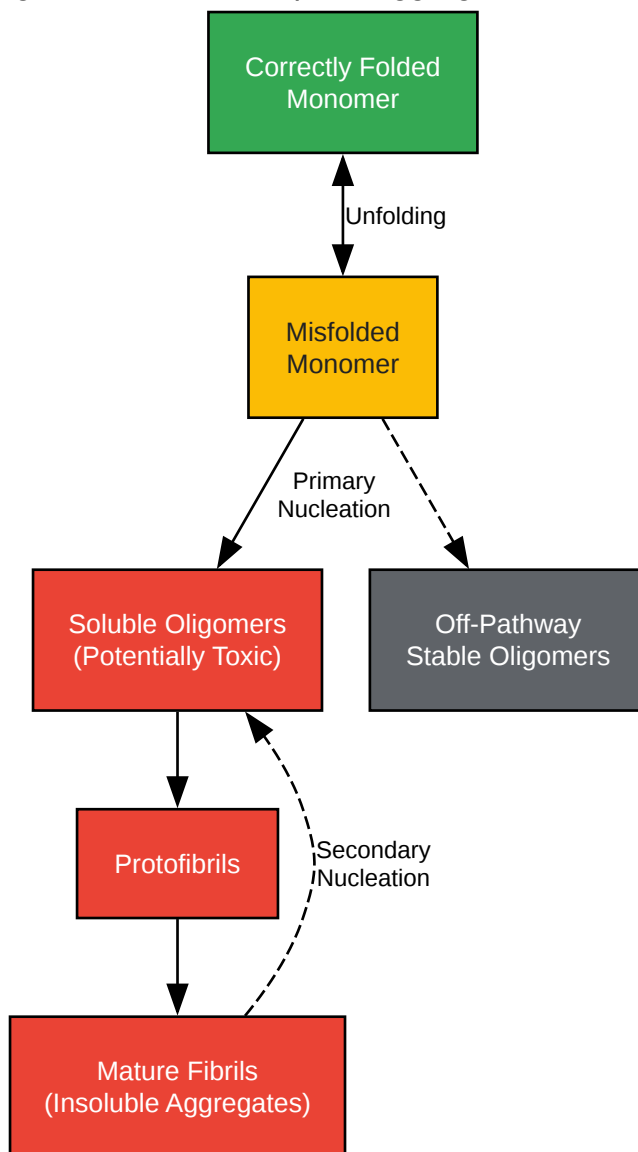 Correctly Folded
Monomer
Unfolding
Misfolded
Monomer
Primary
Nucleation
Soluble Oligomers
(Potentially Toxic)
Off-Pathway
Stable Oligomers
Protofibrils
Secondary
Nucleation
Mature Fibrils
(Insoluble Aggregates)